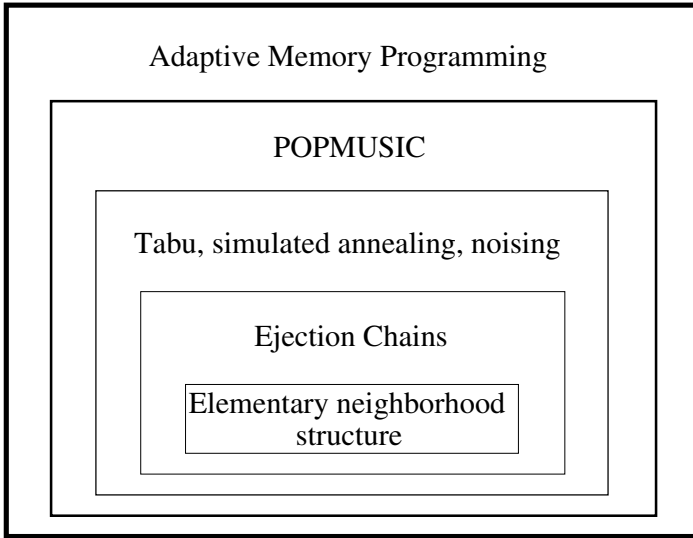 Adaptive Memory Programming
POPMUSIC
Tabu, simulated annealing, noising
Ejection Chains
Elementary neighborhood
structure